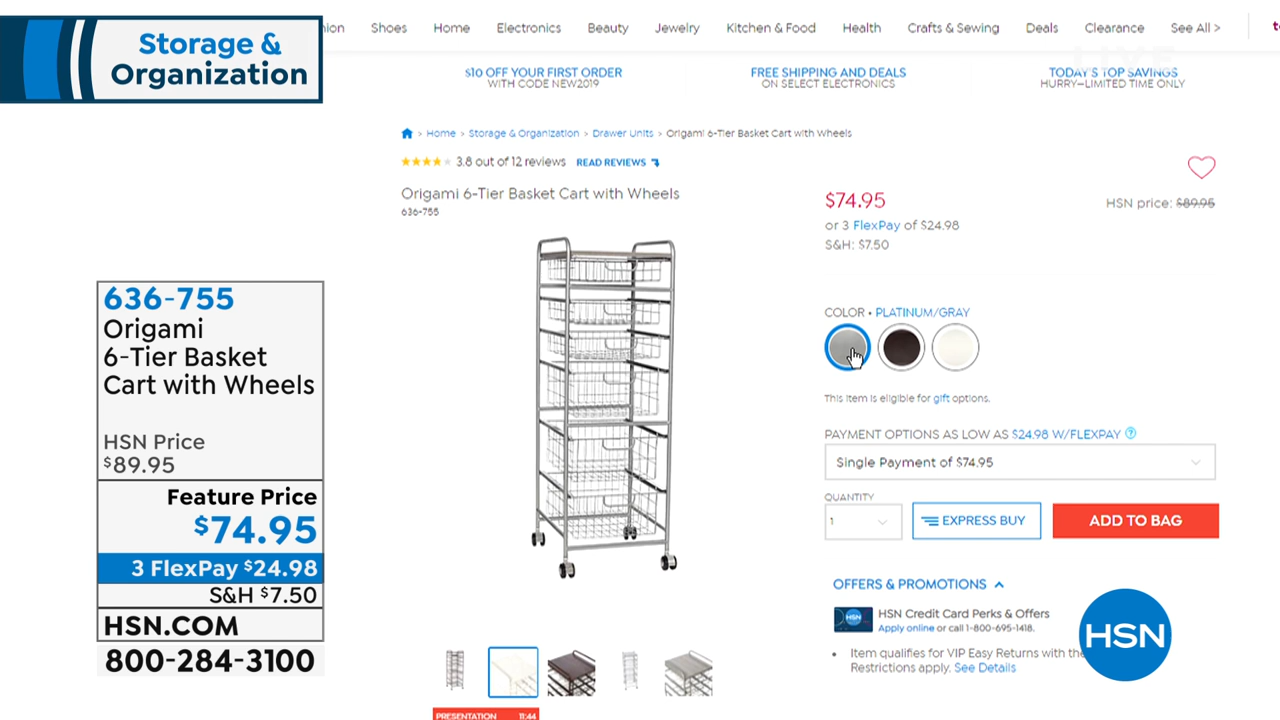 Storage &
Organization
Shoes Home Electronics Beauty Jewelry Kitchen & Food Health Crafts & Sewing Deals Clearance See All >
LIVE
$10 OFF YOUR FIRST ORDER
WITH CODE NEW2019
FREE SHIPPING AND DEALS
ON SELECT ELECTRONICS
TODAY'S TOP SAVINGS
HURRY—LIMITED TIME ONLY
> Home > Storage & Organization > Drawer Units > Origami 6-Tier Basket Cart with Wheels
3.8 out of 12 reviews READ REVIEWS
Origami 6-Tier Basket Cart with Wheels
636-755
$74.95
HSN price: $89.95
or 3 FlexPay of $24.98
S&H: $7.50
COLOR • PLATINUM/GRAY
This item is eligible for gift options.
PAYMENT OPTIONS AS LOW AS $24.98 W/FLEXPAY ?
Single Payment of $74.95
QUANTITY
1
EXPRESS BUY
ADD TO BAG
OFFERS & PROMOTIONS
HSN
HSN Credit Card Perks & Offers
Apply online or call 1-800-695-1418.
• Item qualifies for VIP Easy Returns with the
Restrictions apply. See Details
HSN
636-755
Origami
6-Tier Basket
Cart with Wheels
HSN Price
$89.95
Feature Price
$74.95
3 FlexPay $24.98
S&H $7.50
HSN.COM
800-284-3100
PRESENTATION 11:44